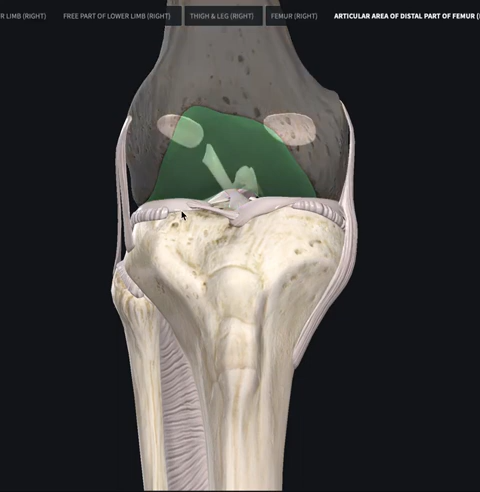 R LIMB (RIGHT) FREE PART OF LOWER LIMB (RIGHT) THIGH & LEG (RIGHT) FEMUR (RIGHT) ARTICULAR AREA OF DISTAL PART OF FEMUR (